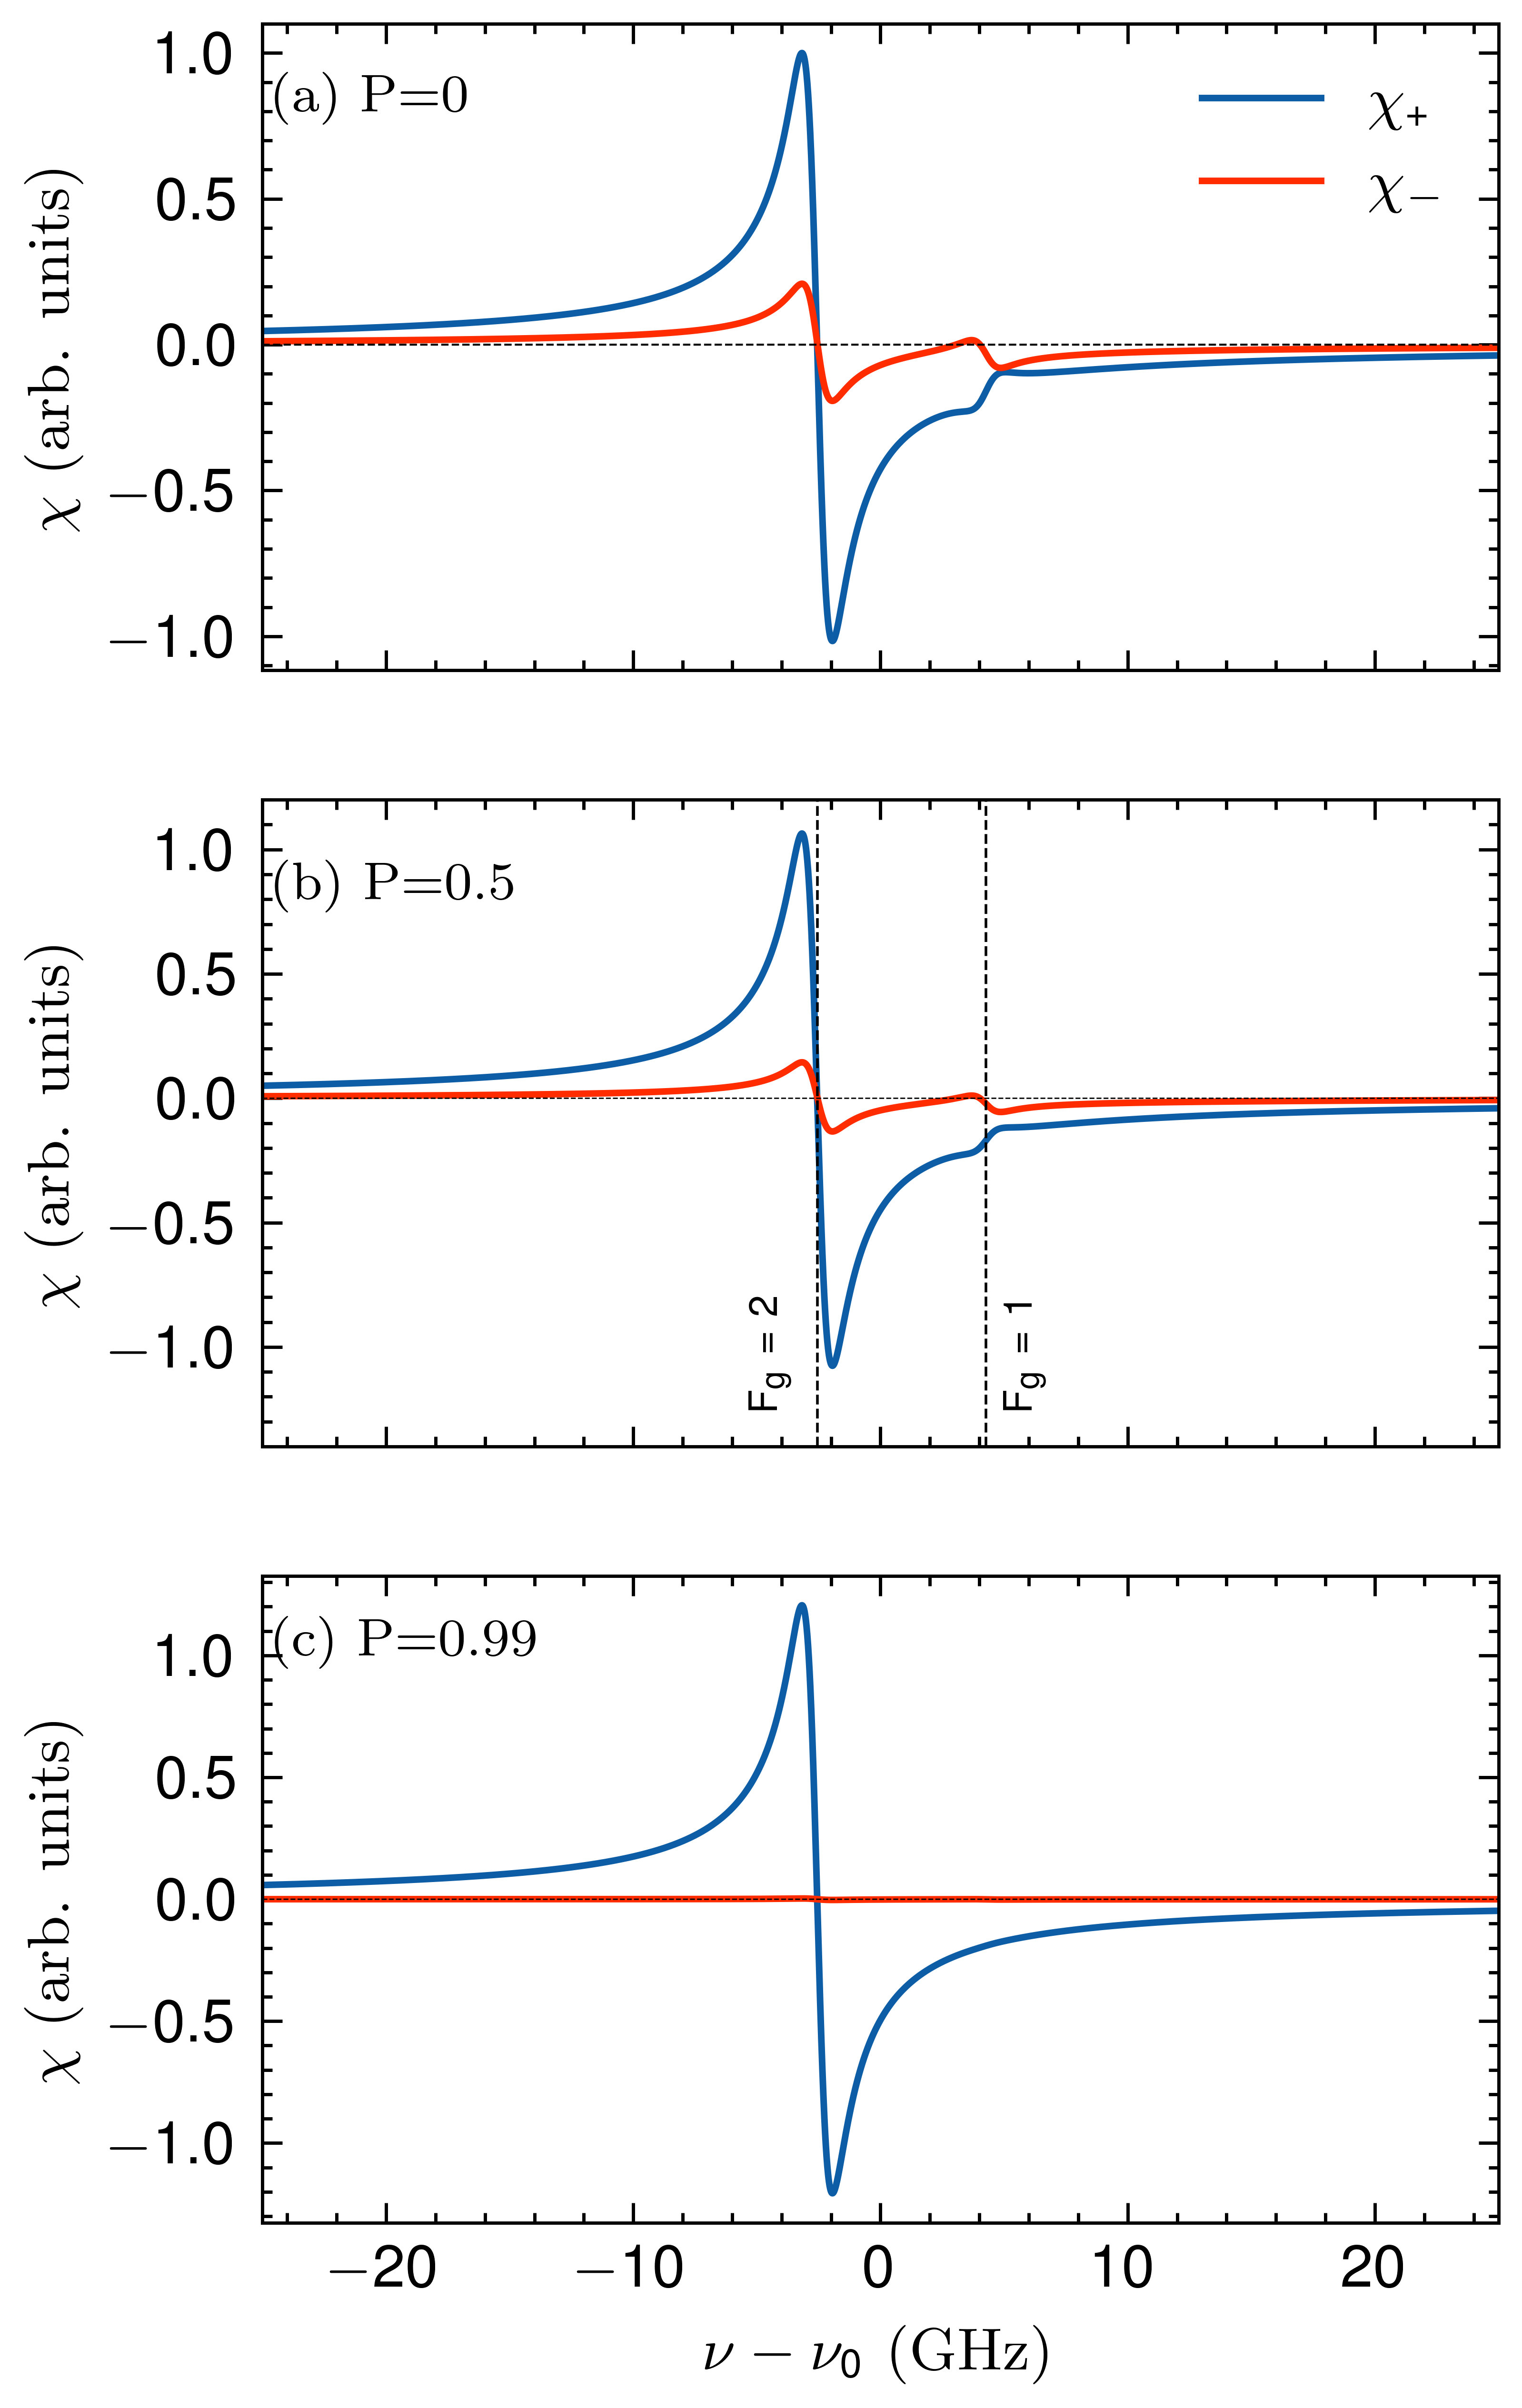 1.0
(a) P=0
χ₊
χ₋
0.5
0.0
−0.5
−1.0
χ (arb. units)
1.0
(b) P=0.5
0.5
0.0
−0.5
−1.0
χ (arb. units)
F_g = 2
F_g = 1
(c) P=0.99
1.0
0.5
0.0
−0.5
−1.0
χ (arb. units)
−20 −10 0 10 20
ν − ν₀ (GHz)